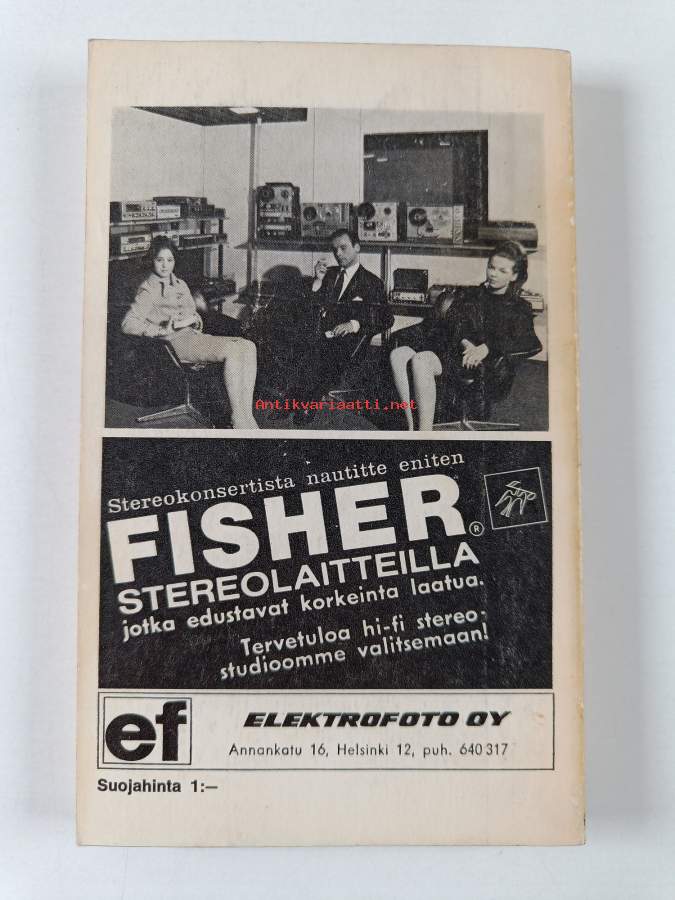 Antikvariaatti.net
Stereokonsertista nautitte eniten
FISHER®
STEREOLAITTEILLA
jotka edustavat korkeinta laatua.
Tervetuloa hi-fi stereo-
studioomme valitsemaan!
ef
ELEKTROFOTO OY
Annankatu 16, Helsinki 12, puh. 640 317
Suojahinta 1:—